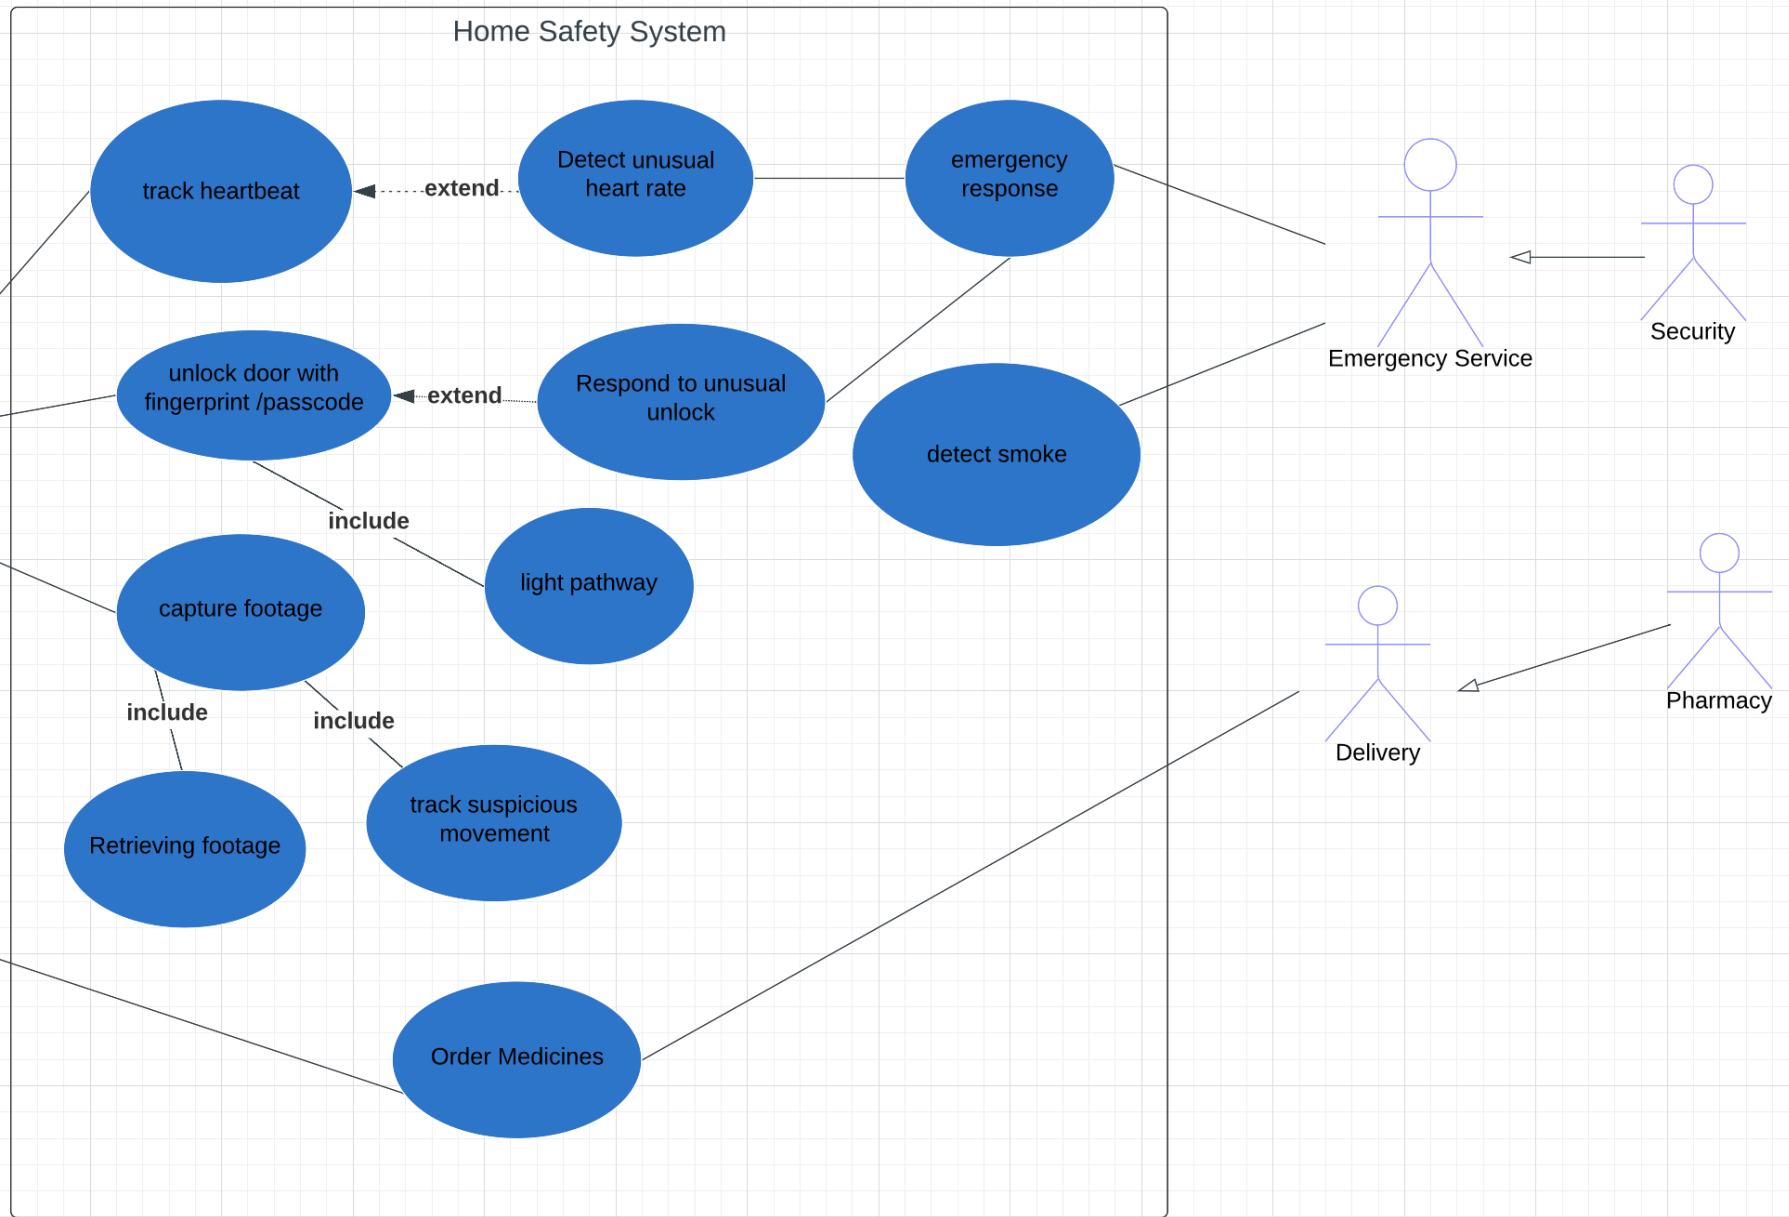 Home Safety System
track heartbeat
extend
Detect unusual
heart rate
emergency
response
Emergency Service
Security
unlock door with
fingerprint /passcode
extend
Respond to unusual
unlock
detect smoke
include
light pathway
capture footage
include
include
Retrieving footage
track suspicious
movement
Delivery
Pharmacy
Order Medicines